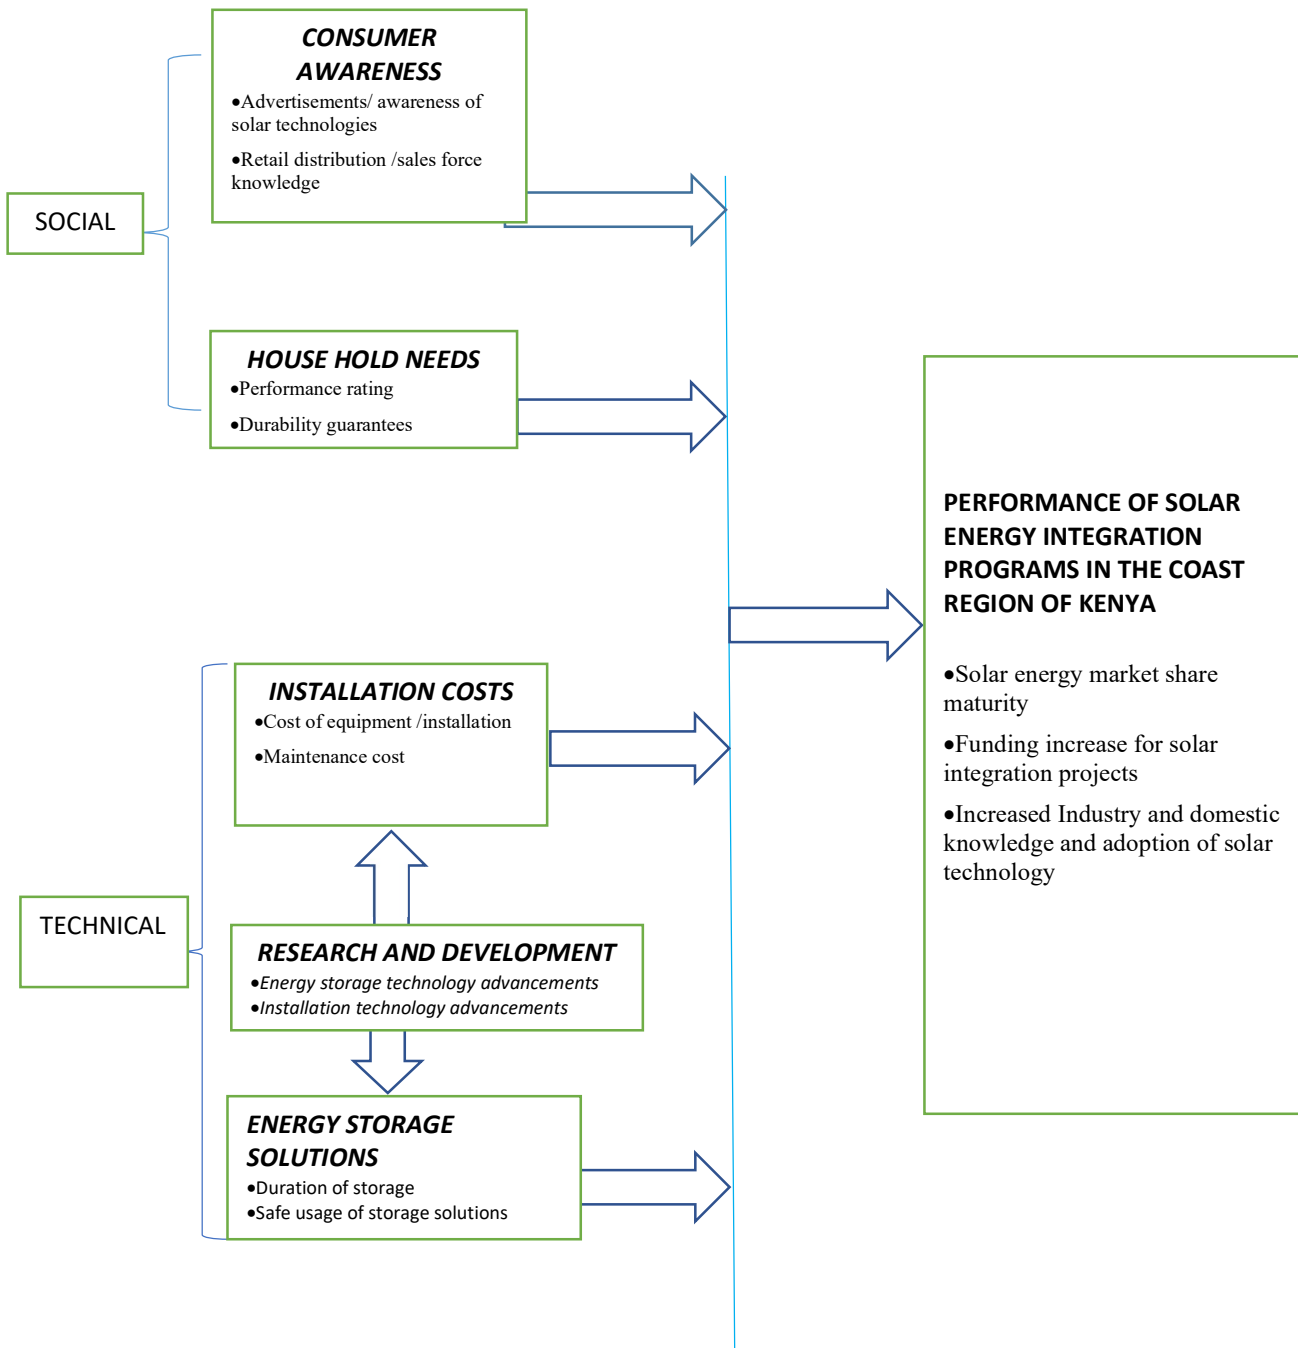 CONSUMER
AWARENESS
•Advertisements/ awareness of
solar technologies
•Retail distribution /sales force
knowledge
SOCIAL
HOUSE HOLD NEEDS
•Performance rating
•Durability guarantees
PERFORMANCE OF SOLAR
ENERGY INTEGRATION
PROGRAMS IN THE COAST
REGION OF KENYA
•Solar energy market share
maturity
•Funding increase for solar
integration projects
•Increased Industry and domestic
knowledge and adoption of solar
technology
INSTALLATION COSTS
•Cost of equipment /installation
•Maintenance cost
TECHNICAL
RESEARCH AND DEVELOPMENT
•Energy storage technology advancements
•Installation technology advancements
ENERGY STORAGE
SOLUTIONS
•Duration of storage
•Safe usage of storage solutions